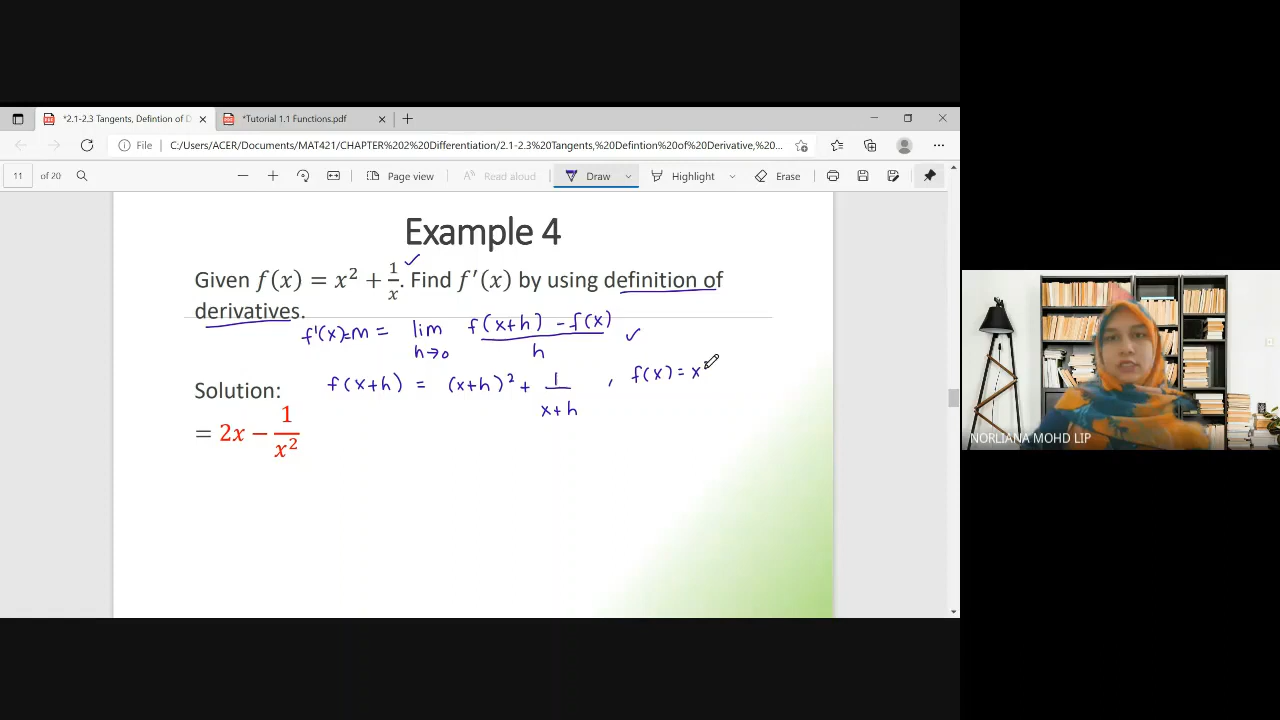 *2.1-2.3 Tangents, Defintion of D
*Tutorial 1.1 Functions.pdf
File
C:/Users/ACER/Documents/MAT421/CHAPTER%202%20Differentiation/2.1-2.3%20Tangents,%20Defintion%20of%20Derivative,%20...
11 of 20
Page view
Read aloud
Draw
Highlight
Erase
Example 4
Given f(x) = x² + 1/x. Find f′(x) by using definition of
derivatives.
f'(x)=m = lim h→0 f(x+h) - f(x) / h
Solution:
f(x+h) = (x+h)² + 1/x+h , f(x) = x
= 2x − 1/x²
NORLIANA MOHD LIP